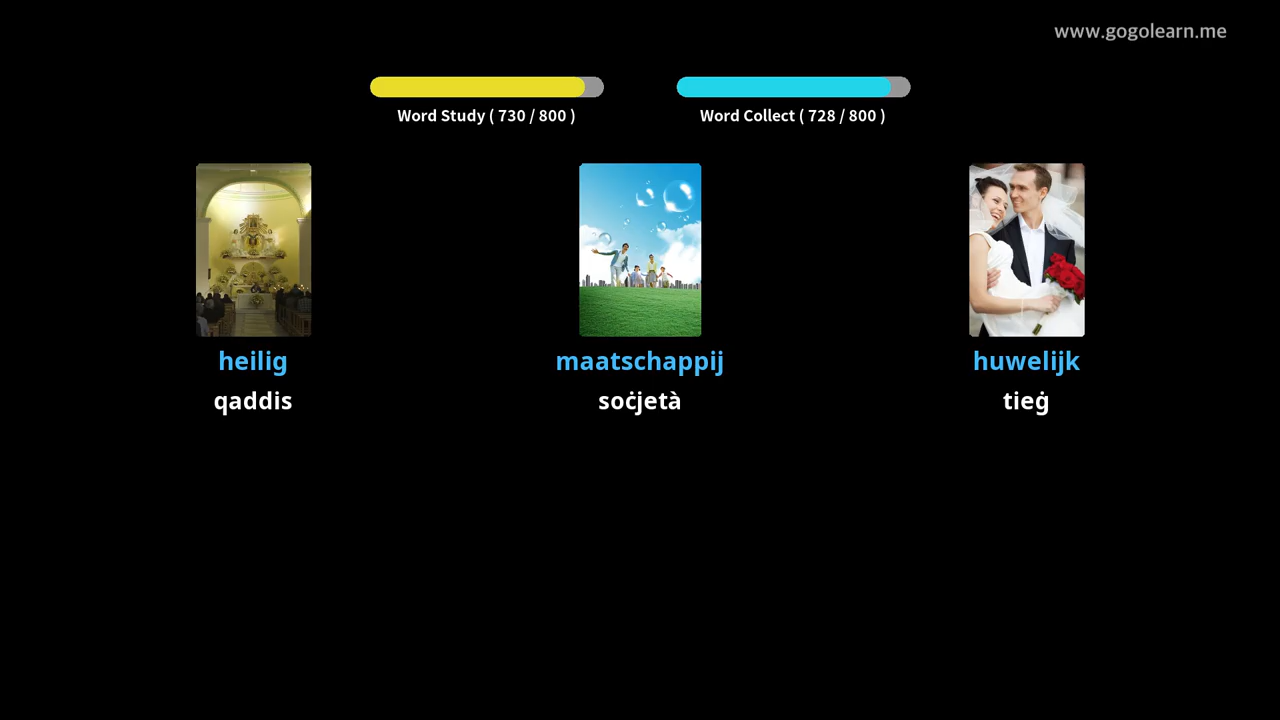 www.gogolearn.me
Word Study ( 730 / 800 )
Word Collect ( 728 / 800 )
heilig
maatschappij
huwelijk
qaddis
soċjetà
tieġ